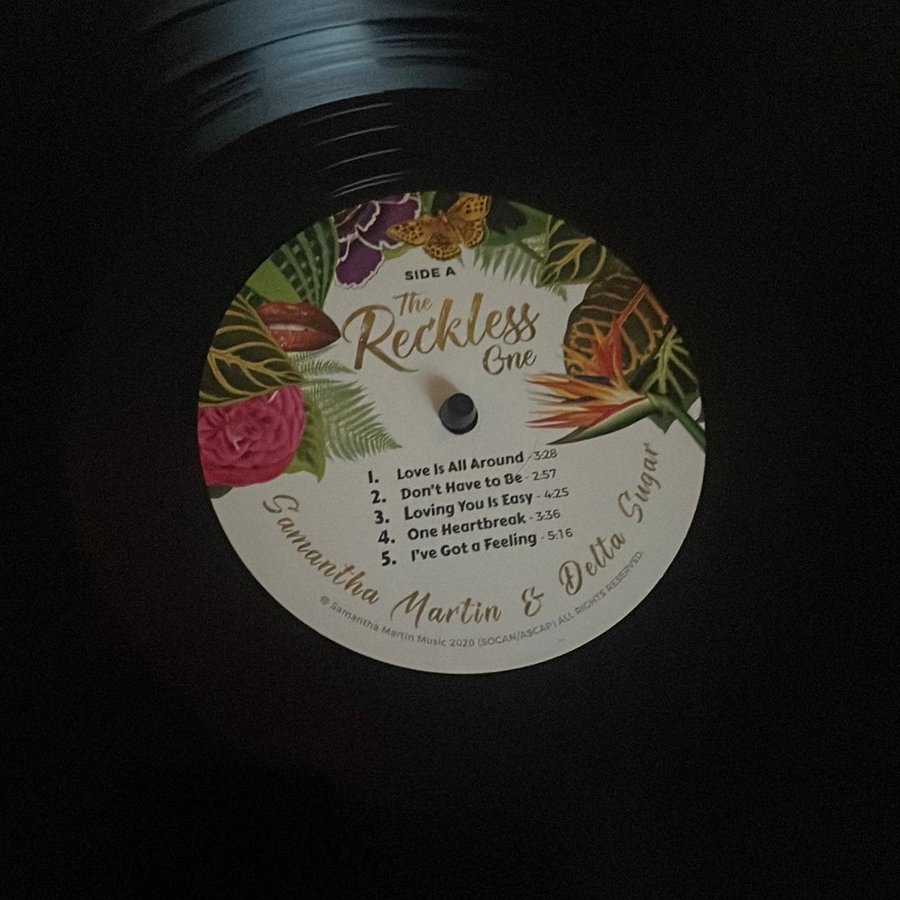 SIDE A
The
Reckless
One
1. Love Is All Around - 3:28
2. Don't Have to Be - 2:57
3. Loving You Is Easy - 4:25
4. One Heartbreak - 3:36
5. I've Got a Feeling - 5:16
Samantha Martin & Delta Sugar
@ Samantha Martin Music 2020 (SOCAN/ASCAP) ALL RIGHTS RESERVED.